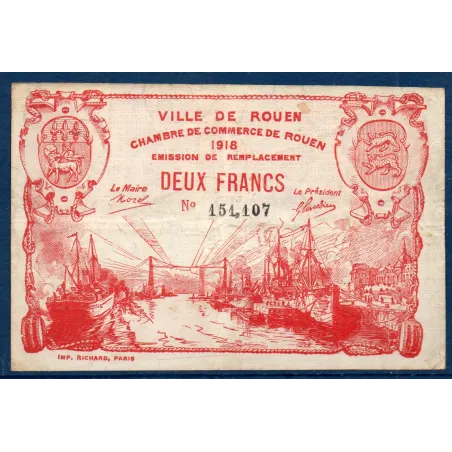 VILLE DE ROUEN
CHAMBRE DE COMMERCE DE ROUEN
1918
EMISSION DE REMPLACEMENT
DEUX FRANCS
Le Maire
Le Président
No 151,107
IMP. RICHARD, PARIS